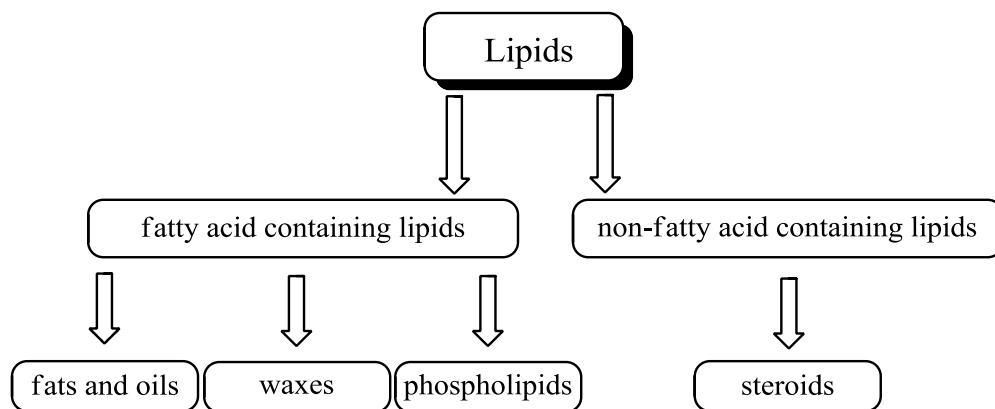 Lipids
fatty acid containing lipids
non-fatty acid containing lipids
fats and oils
waxes
phospholipids
steroids